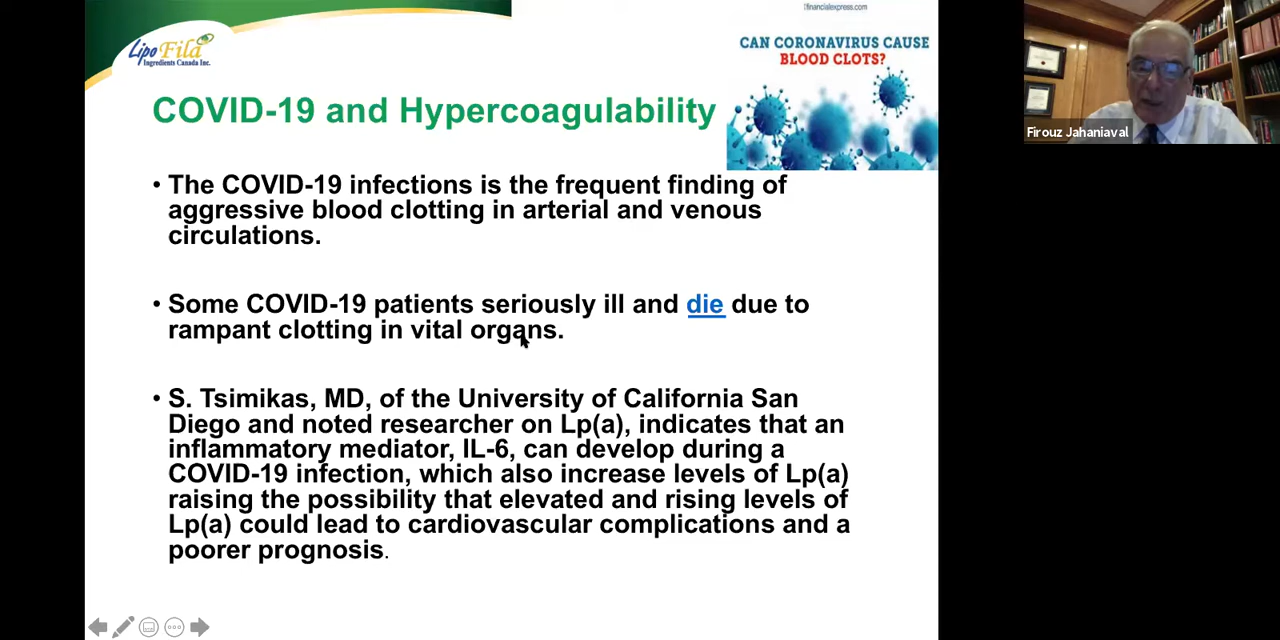 financialexpress.com
CAN CORONAVIRUS CAUSE
BLOOD CLOTS?
Lipo Fila
Ingredients Canada Inc.
COVID-19 and Hypercoagulability
• The COVID-19 infections is the frequent finding of
aggressive blood clotting in arterial and venous
circulations.
• Some COVID-19 patients seriously ill and die due to
rampant clotting in vital organs.
• S. Tsimikas, MD, of the University of California San
Diego and noted researcher on Lp(a), indicates that an
inflammatory mediator, IL-6, can develop during a
COVID-19 infection, which also increase levels of Lp(a)
raising the possibility that elevated and rising levels of
Lp(a) could lead to cardiovascular complications and a
poorer prognosis.
Firouz Jahaniaval